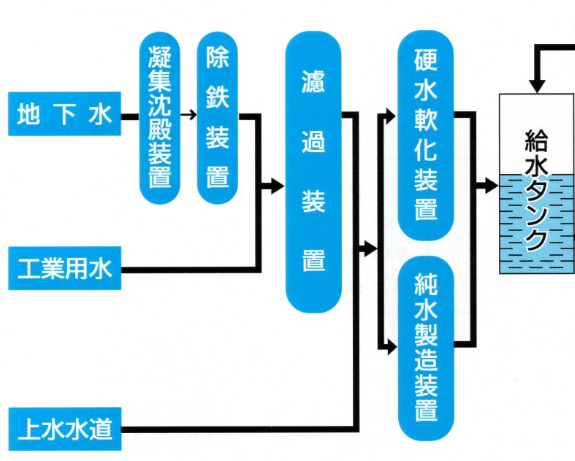 地下水
凝集沈殿装置
除鉄装置
濾過装置
硬水軟化装置
給水タンク
工業用水
純水製造装置
上水水道